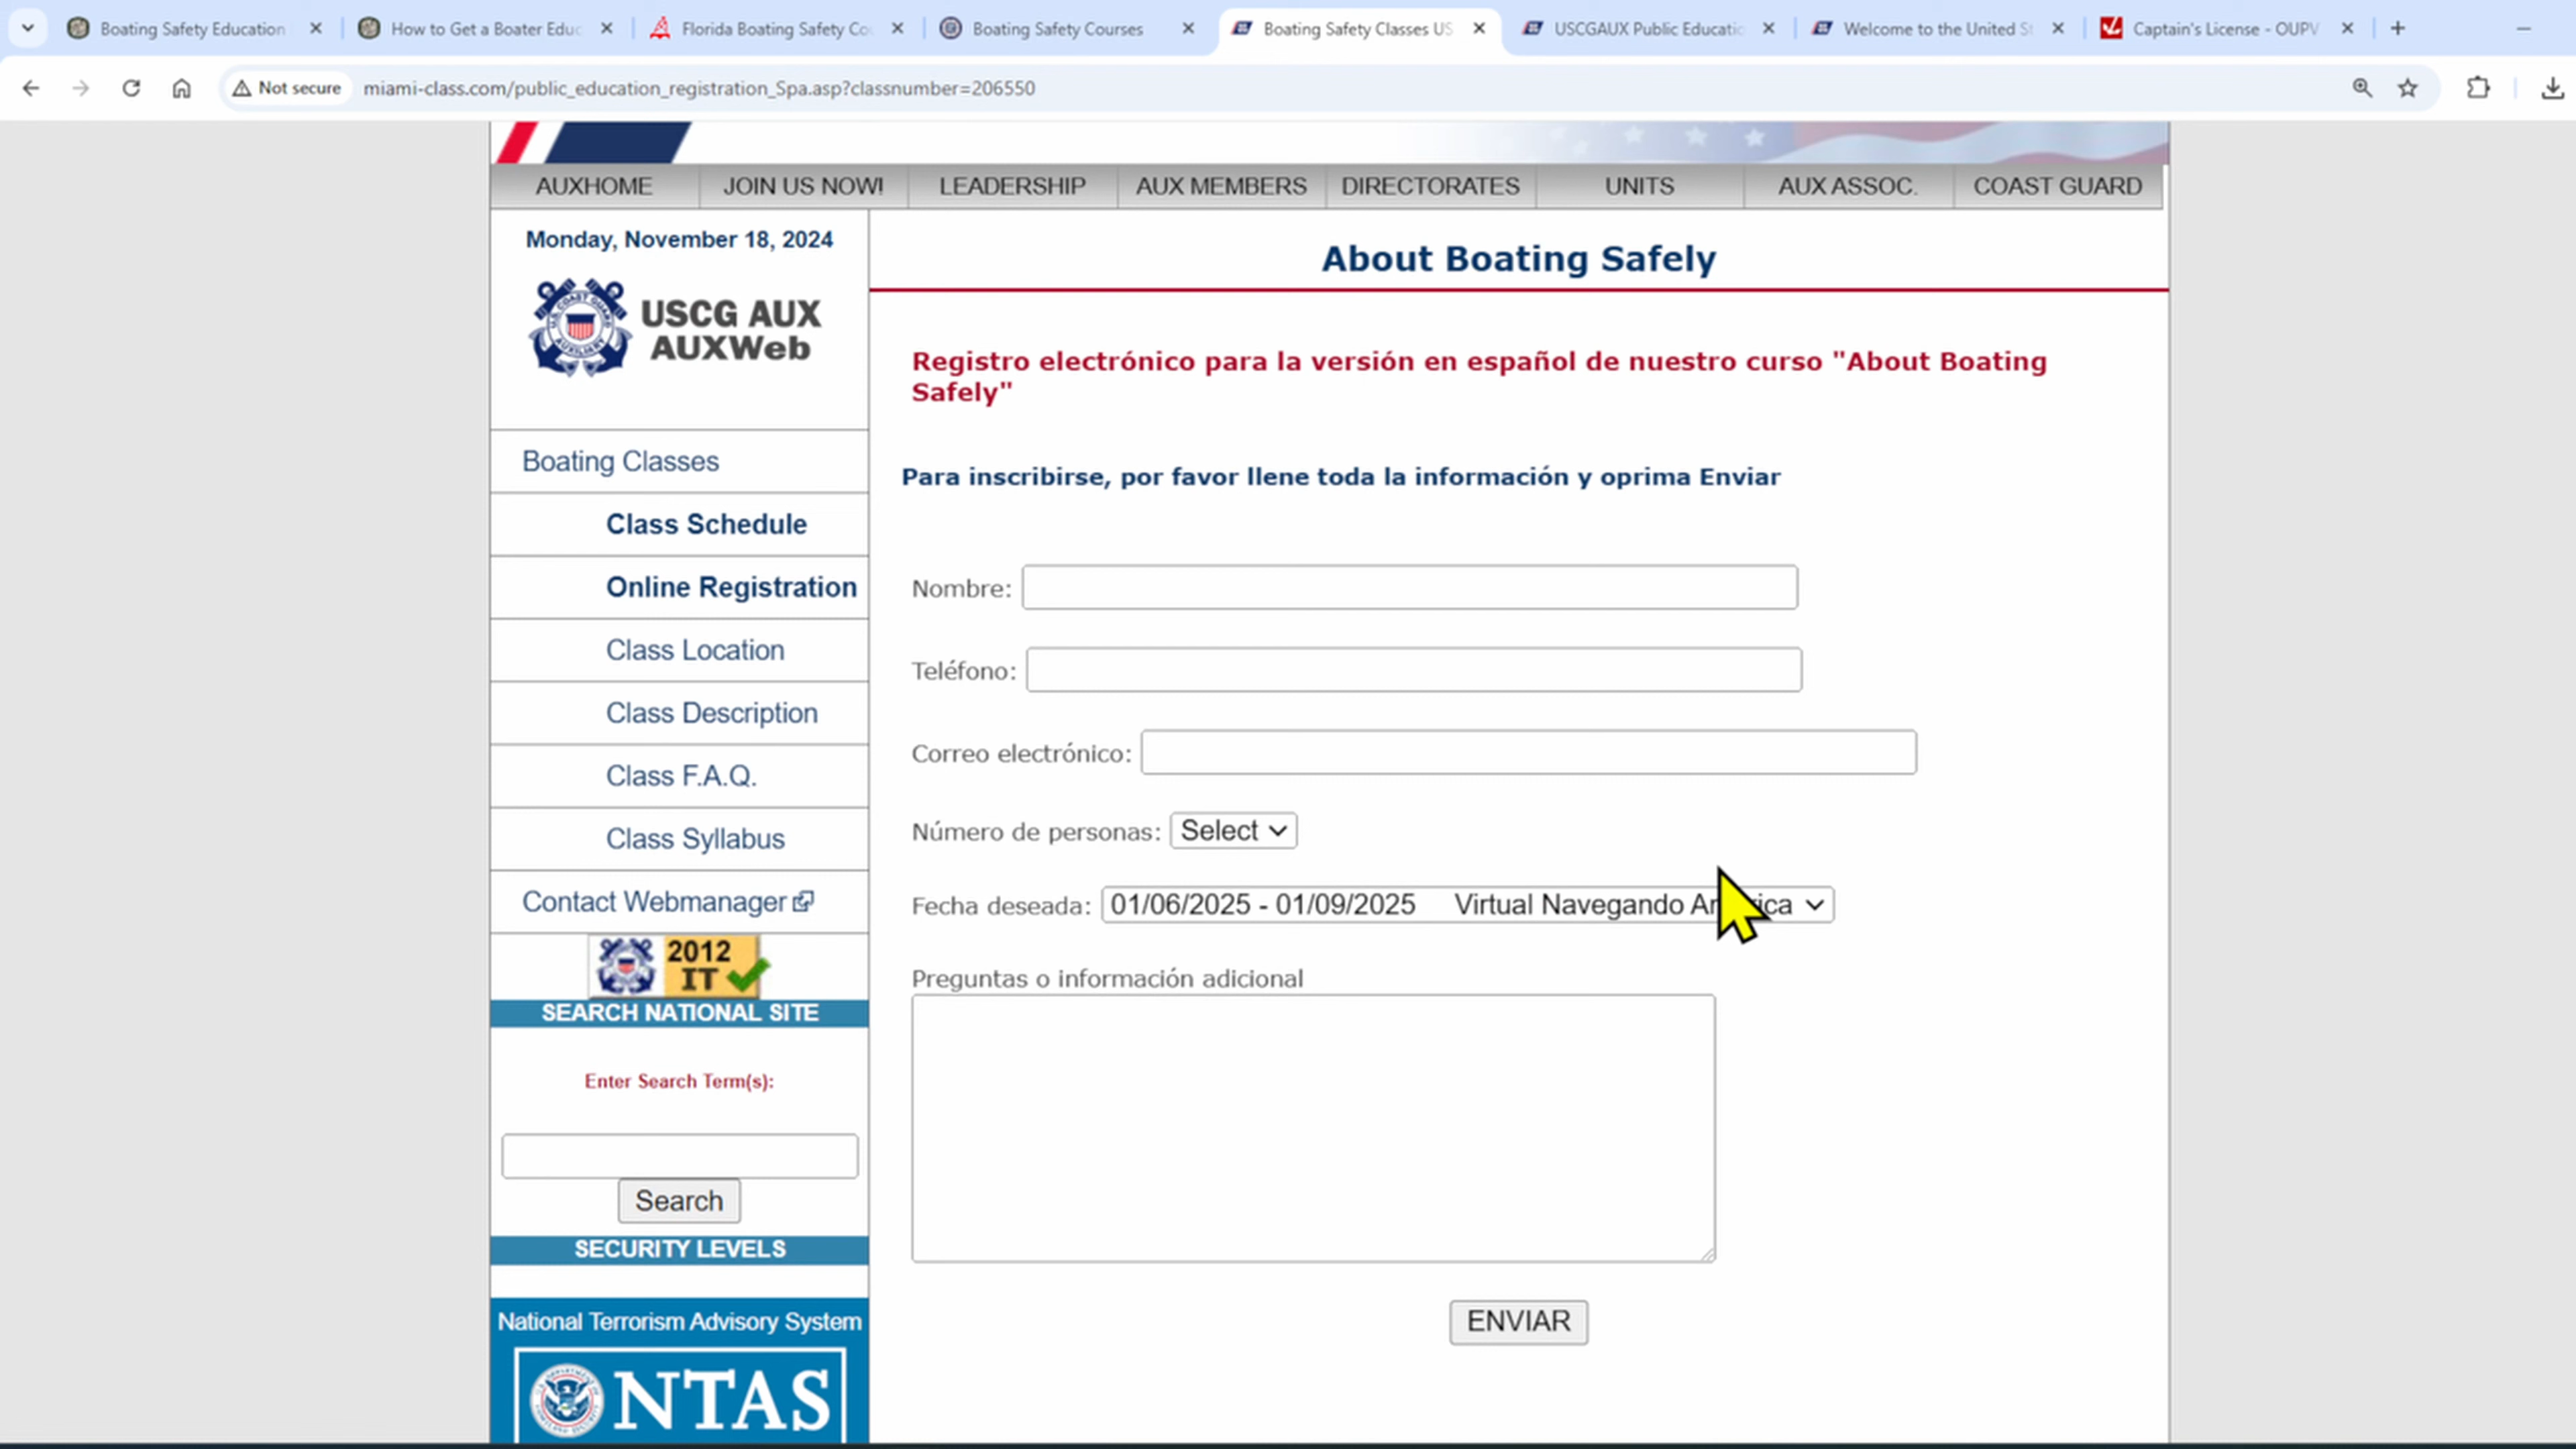 Boating Safety Education
How to Get a Boater Educ
Florida Boating Safety Co
Boating Safety Courses
Boating Safety Classes US
USCGAUX Public Educatio
Welcome to the United St
Captain's License - OUPV
Not secure
miami-class.com/public_education_registration_Spa.asp?classnumber=206550
AUXHOME
JOIN US NOW!
LEADERSHIP
AUX MEMBERS
DIRECTORATES
UNITS
AUX ASSOC.
COAST GUARD
Monday, November 18, 2024
USCG AUX
AUXWeb
Boating Classes
Class Schedule
Online Registration
Class Location
Class Description
Class F.A.Q.
Class Syllabus
Contact Webmanager
2012
IT
SEARCH NATIONAL SITE
Enter Search Term(s):
Search
SECURITY LEVELS
National Terrorism Advisory System
NTAS
About Boating Safely
Registro electrónico para la versión en español de nuestro curso "About Boating
Safely"
Para inscribirse, por favor llene toda la información y oprima Enviar
Nombre:
Teléfono:
Correo electrónico:
Número de personas: Select
Fecha deseada: 01/06/2025 - 01/09/2025 Virtual Navegando
Preguntas o información adicional
ENVIAR